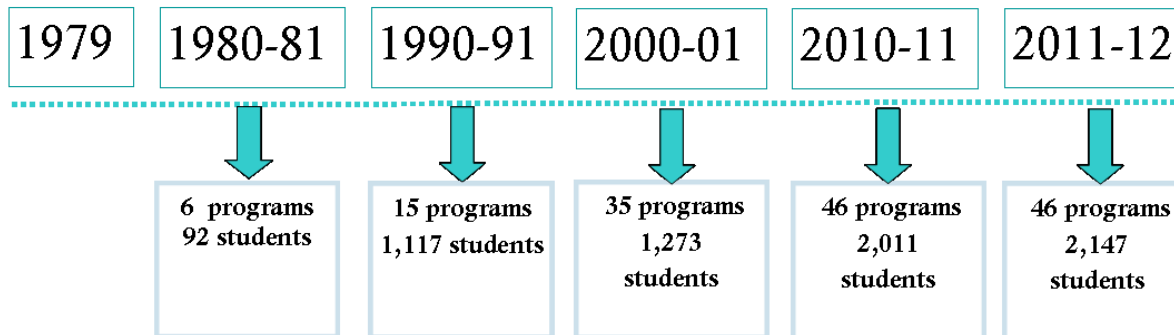 1979
1980-81
1990-91
2000-01
2010-11
2011-12
6 programs
92 students
15 programs
1,117 students
35 programs
1,273
students
46 programs
2,011
students
46 programs
2,147
students